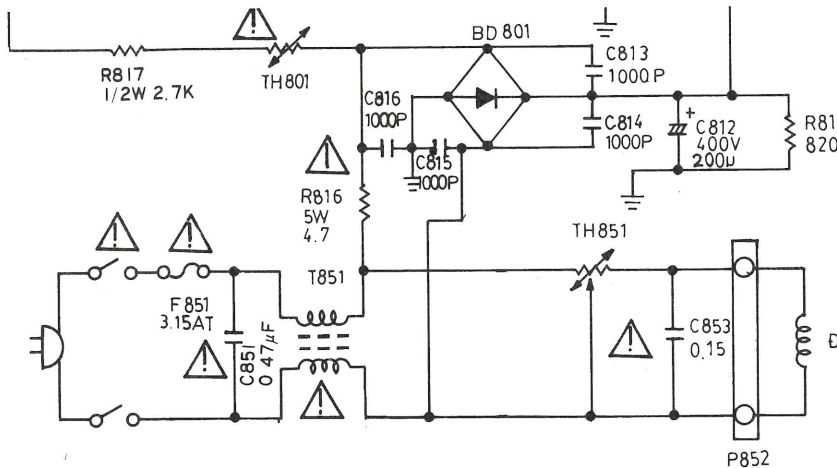 BD 801
R817
1/2W 2.7K
TH801
C813
1000P
C816
1000P
C815
1000P
C814
1000P
+
C812
400V
200µ
R81
820
R816
5W
4.7
TH851
F851
3.15AT
T851
C851
0.47µF
C853
0.15
P852